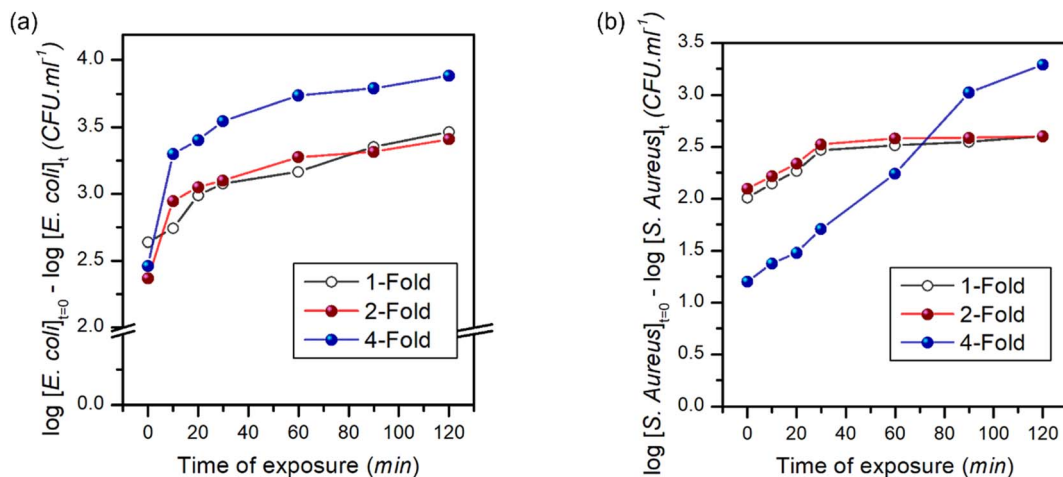 (a)
log [E. coli]t=0 - log [E. coli]t (CFU.ml-1)
4.0
3.5
3.0
2.5
2.0
0.0
1-Fold
2-Fold
4-Fold
0 20 40 60 80 100 120
Time of exposure (min)
(b)
log [S. Aureus]t=0 - log [S. Aureus]t (CFU.ml-1)
3.5
3.0
2.5
2.0
1.5
1.0
0.5
0.0
1-Fold
2-Fold
4-Fold
0 20 40 60 80 100 120
Time of exposure (min)